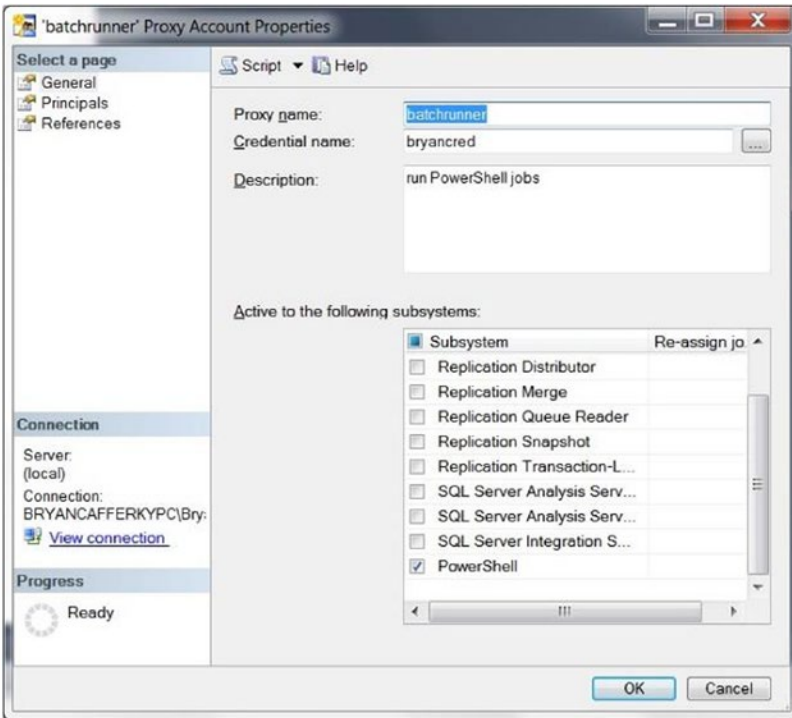 'batchrunner' Proxy Account Properties
Select a page
General
Principals
References
Script Help
Proxy name: batchrunner
Credential name: bryancred ...
Description: run PowerShell jobs
Active to the following subsystems:
Subsystem Re-assign jo.
Replication Distributor
Replication Merge
Replication Queue Reader
Replication Snapshot
Replication Transaction-L...
SQL Server Analysis Serv...
SQL Server Analysis Serv...
SQL Server Integration S...
PowerShell
Connection
Server:
(local)
Connection:
BRYANCAFFERKYPC\Bry
View connection
Progress
Ready
OK Cancel